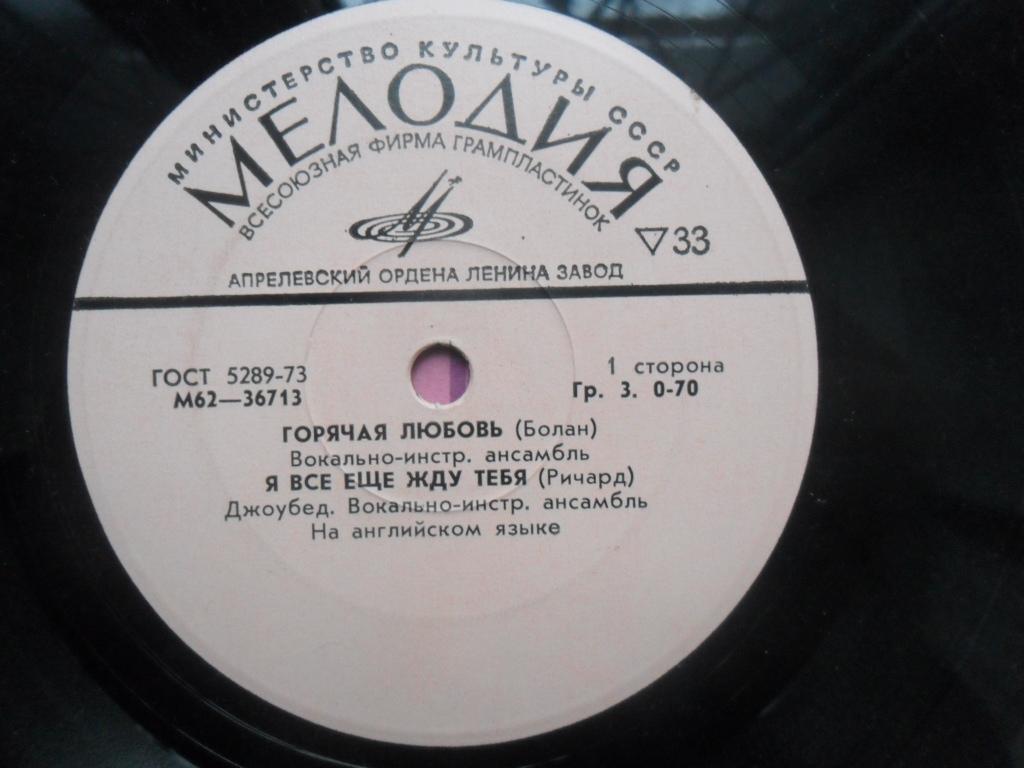 МИНИСТЕРСТВО КУЛЬТУРЫ СССР
МЕЛОДИЯ
ВСЕСОЮЗНАЯ ФИРМА ГРАМПЛАСТИНОК
33
АПРЕЛЕВСКИЙ ОРДЕНА ЛЕНИНА ЗАВОД
ГОСТ 5289-73
М62—36713
1 сторона
Гр. 3. 0-70
ГОРЯЧАЯ ЛЮБОВЬ (Болан)
Вокально-инстр. ансамбль
Я ВСЕ ЕЩЕ ЖДУ ТЕБЯ (Ричард)
Джоубед. Вокально-инстр. ансамбль
На английском языке